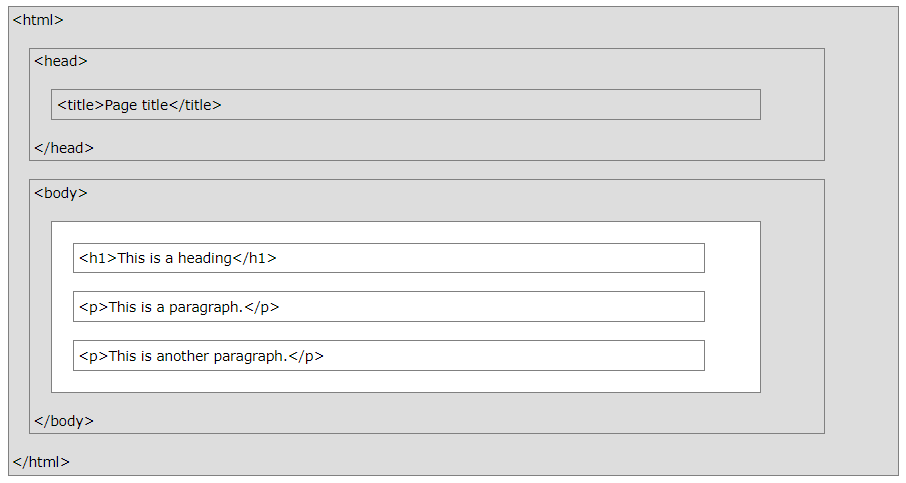 <html>
<head>
<title>Page title</title>
</head>
<body>
<h1>This is a heading</h1>
<p>This is a paragraph.</p>
<p>This is another paragraph.</p>
</body>
</html>